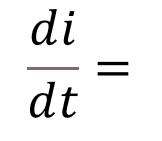 di/dt =